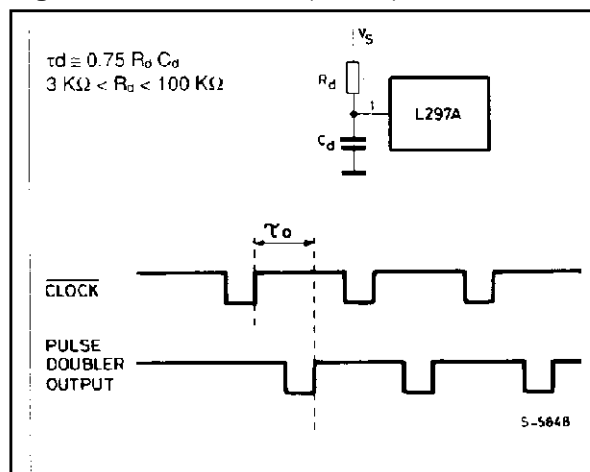 τd ≅ 0.75 Rd Cd
3 KΩ < Rd < 100 KΩ
VS
Rd
1
L297A
Cd
τo
CLOCK
PULSE
DOUBLER
OUTPUT
S-5848